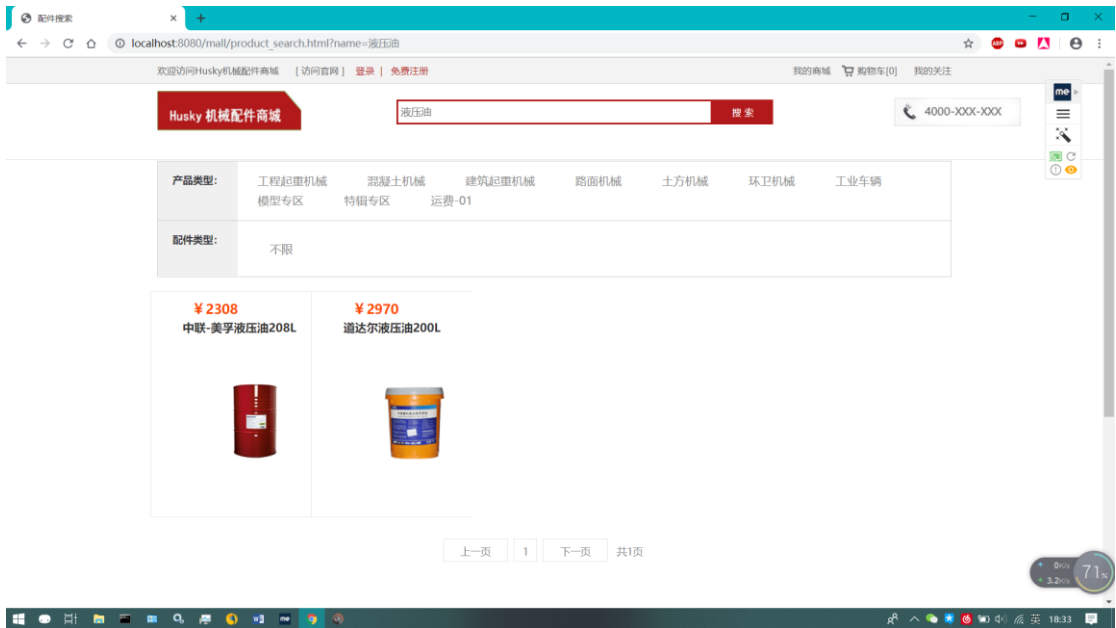 配件搜索
localhost:8080/mall/product_search.html?name=液压油
ABP
欢迎访问Husky机械配件商城 [ 访问官网 ] 登录 | 免费注册
我的商城 购物车[0] 我的关注
me
Husky 机械配件商城
液压油
搜 索
4000-XXX-XXX
产品类型: 工程起重机械 混凝土机械 建筑起重机械 路面机械 土方机械 环卫机械 工业车辆
模型专区 特辑专区 运费-01
配件类型:
不限
¥ 2308
中联-美孚液压油208L
¥ 2970
道达尔液压油200L
上一页 1 下一页 共1页
0K/s
3.2K/s
71%
me
英 18:33